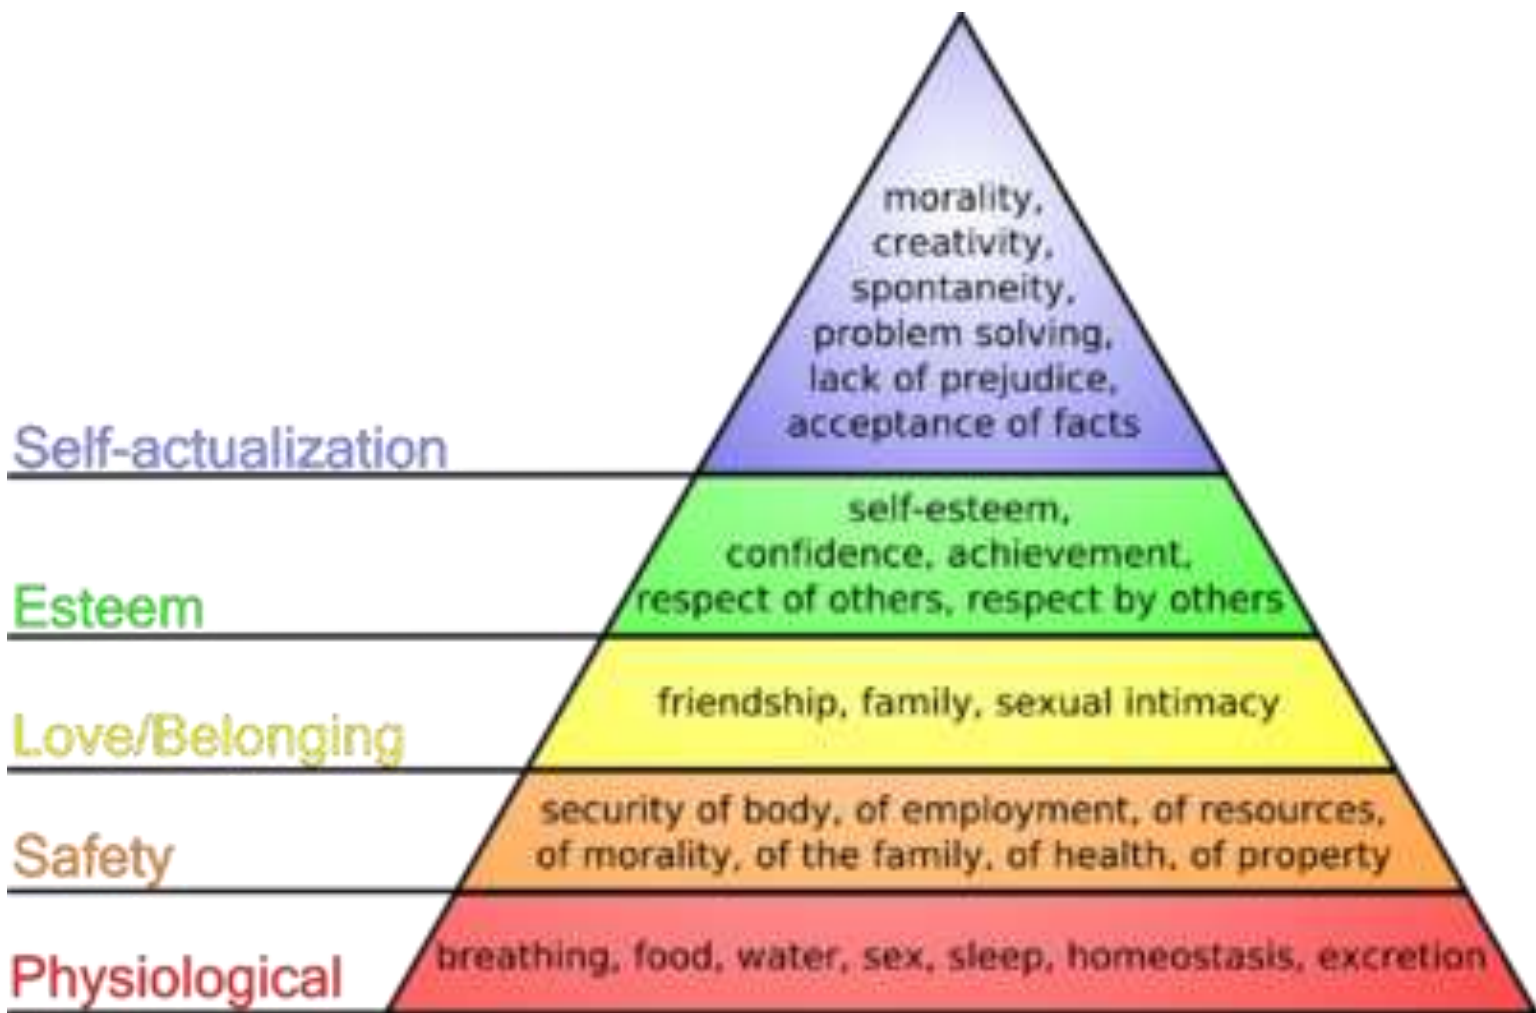 morality,
creativity,
spontaneity,
problem solving,
lack of prejudice,
acceptance of facts
Self-actualization
self-esteem,
confidence, achievement,
respect of others, respect by others
Esteem
friendship, family, sexual intimacy
Love/Belonging
security of body, of employment, of resources,
of morality, of the family, of health, of property
Safety
breathing, food, water, sex, sleep, homeostasis, excretion
Physiological